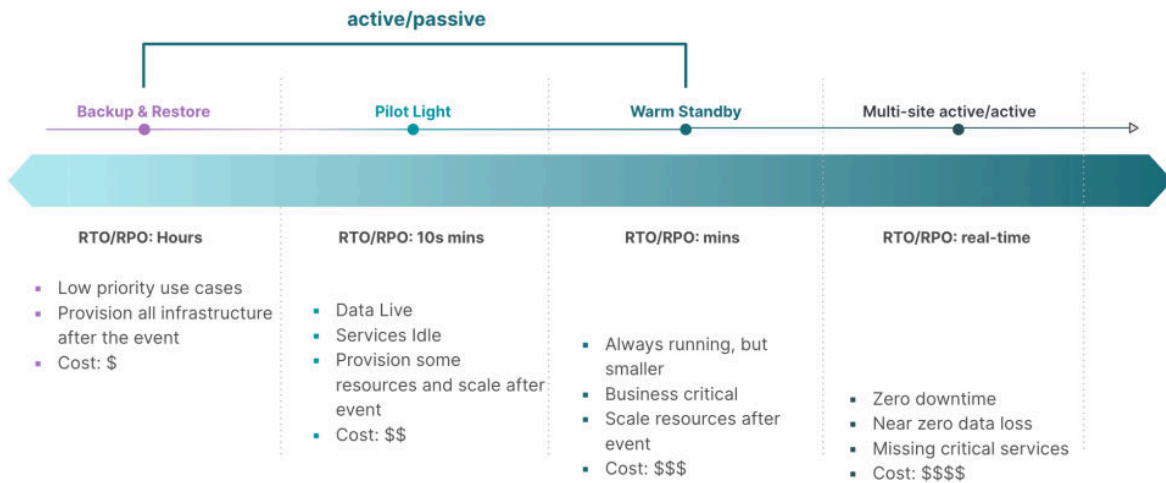 active/passive
Backup & Restore
Pilot Light
Warm Standby
Multi-site active/active
RTO/RPO: Hours
▪ Low priority use cases
▪ Provision all infrastructure
after the event
▪ Cost: $
RTO/RPO: 10s mins
▪ Data Live
▪ Services Idle
▪ Provision some
resources and scale after
event
▪ Cost: $$
RTO/RPO: mins
▪ Always running, but
smaller
▪ Business critical
▪ Scale resources after
event
▪ Cost: $$$
RTO/RPO: real-time
▪ Zero downtime
▪ Near zero data loss
▪ Missing critical services
▪ Cost: $$$$